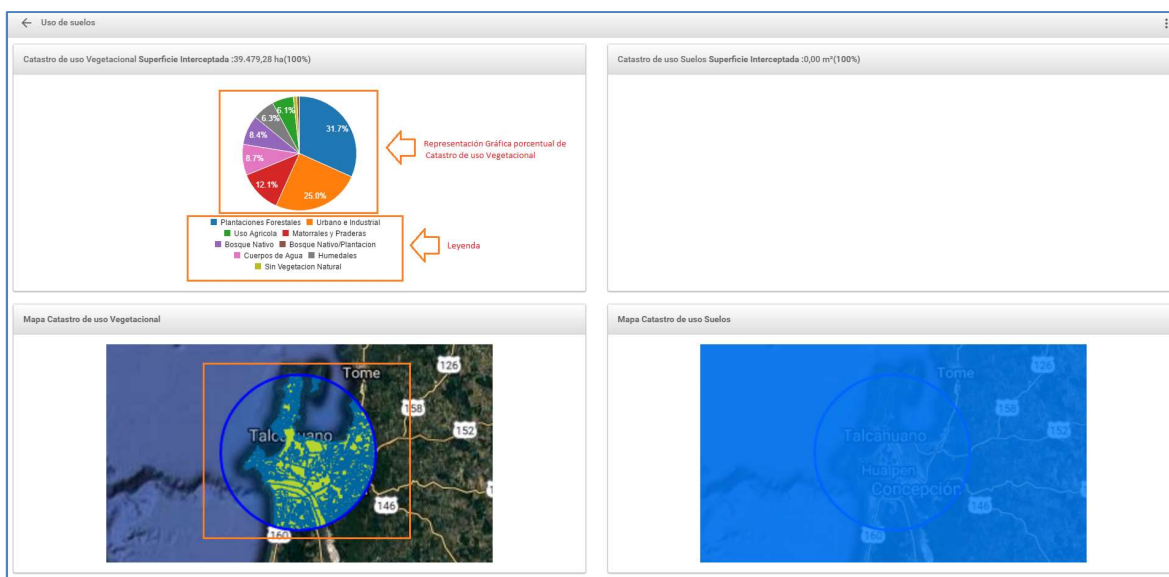 Uso de suelos
Catastro de uso Vegetacional Superficie Interceptada :39.479,28 ha(100%)
Catastro de uso Suelos Superficie Interceptada :0,00 m²(100%)
6.1%
6.3%
31.7%
8.4%
8.7%
12.1%
25.0%
Representación Gráfica porcentual de
Catastro de uso Vegetacional
Plantaciones Forestales Urbano e Industrial
Uso Agricola Matorrales y Praderas
Bosque Nativo Bosque Nativo/Plantacion
Cuerpos de Agua Humedales
Sin Vegetacion Natural
Leyenda
Mapa Catastro de uso Vegetacional
Mapa Catastro de uso Suelos
Tome
126
158
Talcahuano
152
146
160
Tome
126
158
Talcahuano
152
Hualpen
Concepción
146
160